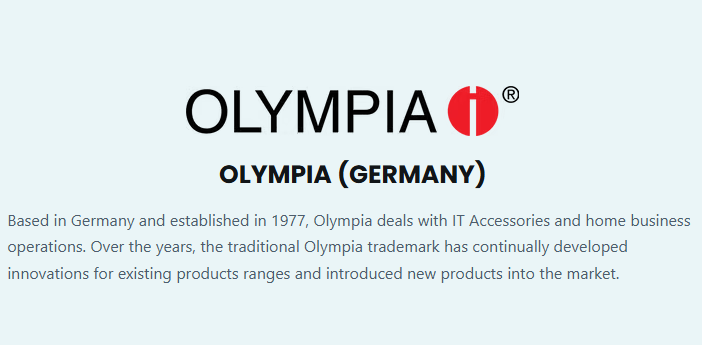 OLYMPIA i®
OLYMPIA (GERMANY)
Based in Germany and established in 1977, Olympia deals with IT Accessories and home business
operations. Over the years, the traditional Olympia trademark has continually developed
innovations for existing products ranges and introduced new products into the market.